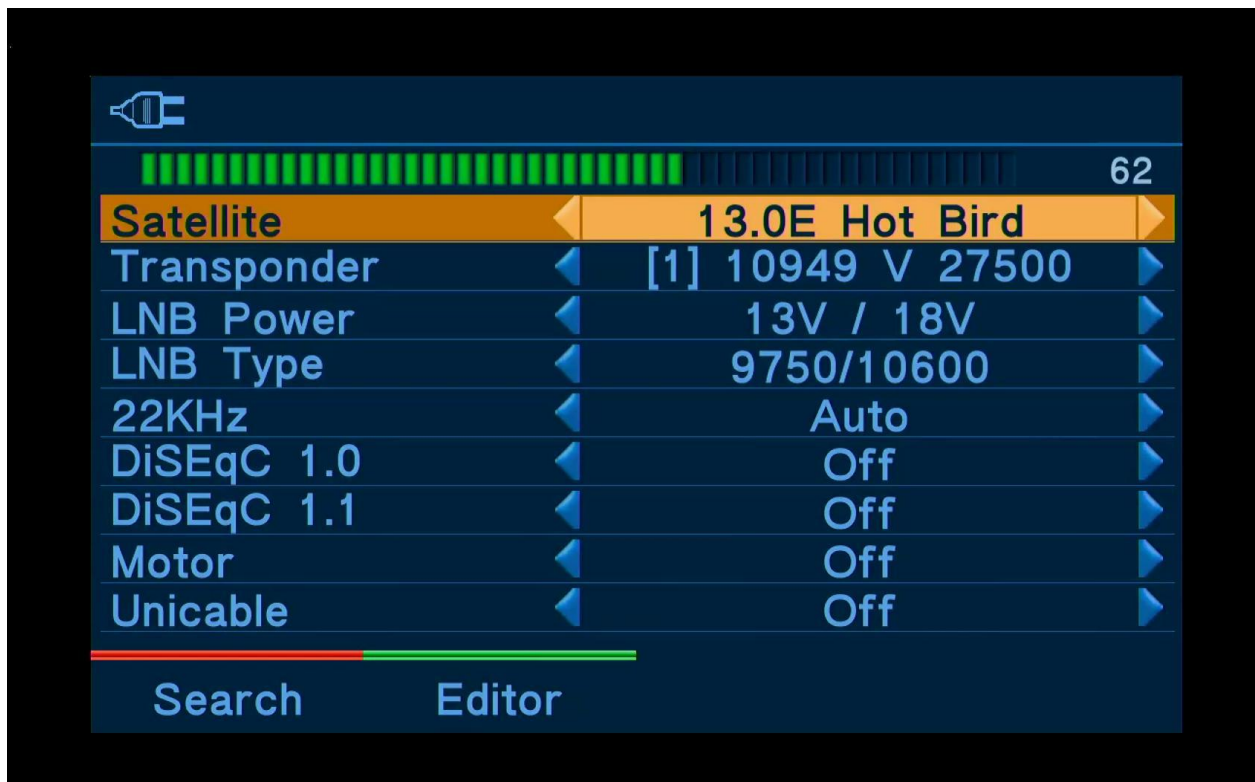 62
Satellite 13.0E Hot Bird
Transponder [1] 10949 V 27500
LNB Power 13V / 18V
LNB Type 9750/10600
22KHz Auto
DiSEqC 1.0 Off
DiSEqC 1.1 Off
Motor Off
Unicable Off
Search Editor